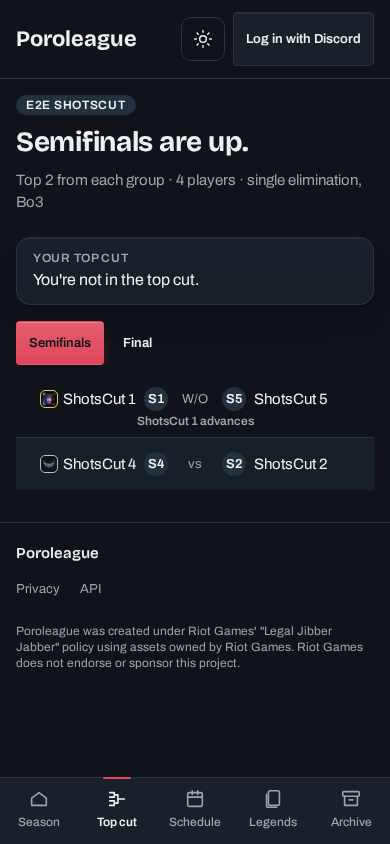 Poroleague
Log in with Discord
E2E SHOTSCUT
Semifinals are up.
Top 2 from each group · 4 players · single elimination,
Bo3
YOUR TOP CUT
You're not in the top cut.
Semifinals Final
ShotsCut 1 S1 W/O S5 ShotsCut 5
ShotsCut 1 advances
ShotsCut 4 S4 vs S2 ShotsCut 2
Poroleague
Privacy API
Poroleague was created under Riot Games' "Legal Jibber
Jabber" policy using assets owned by Riot Games. Riot Games
does not endorse or sponsor this project.
Season Top cut Schedule Legends Archive